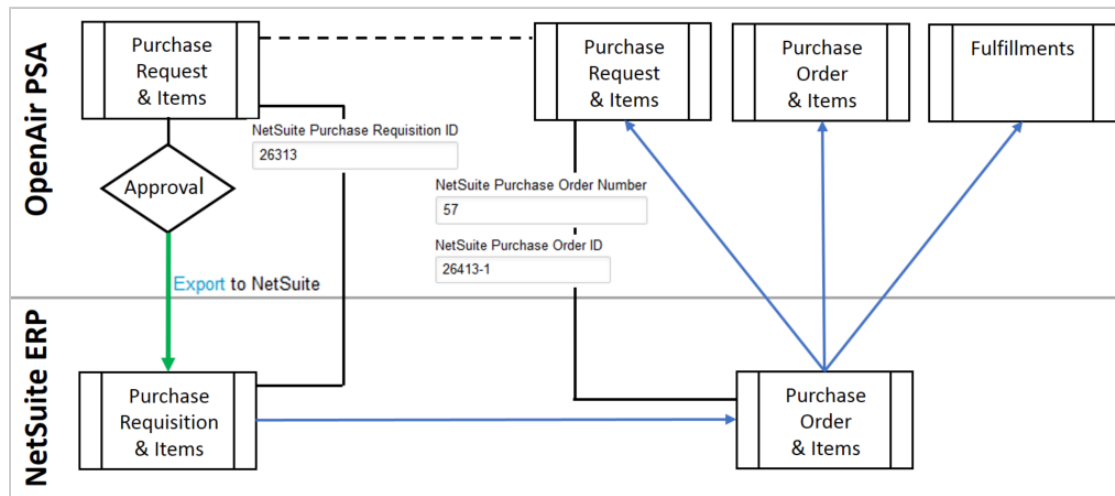 OpenAir PSA
Purchase
Request
& Items
Purchase
Request
& Items
Purchase
Order
& Items
Fulfillments
NetSuite Purchase Requisition ID
26313
Approval
NetSuite Purchase Order Number
57
NetSuite Purchase Order ID
26413-1
Export to NetSuite
NetSuite ERP
Purchase
Requisition
& Items
Purchase
Order
& Items